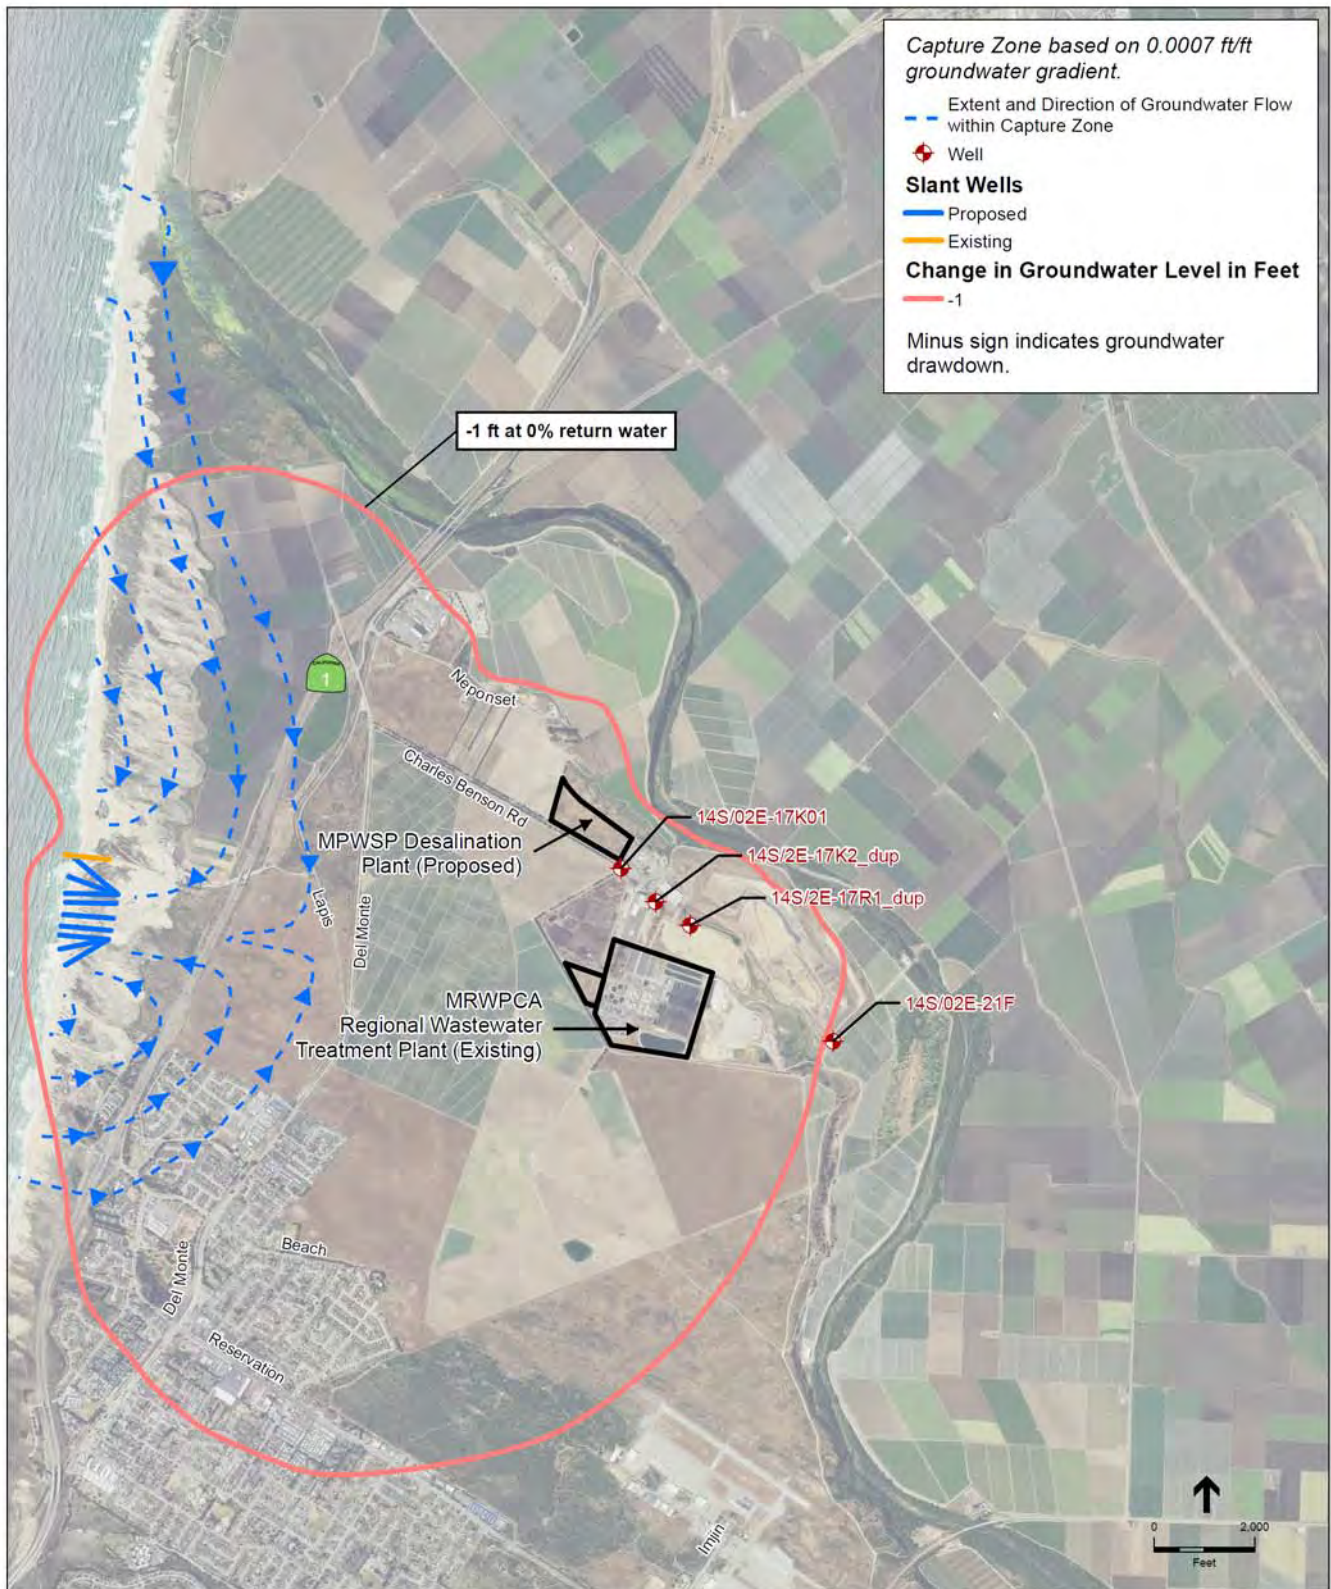 Capture Zone based on 0.0007 ft/ft
groundwater gradient.
Extent and Direction of Groundwater Flow
within Capture Zone
Well
Slant Wells
Proposed
Existing
Change in Groundwater Level in Feet
-1
Minus sign indicates groundwater
drawdown.
-1 ft at 0% return water
1
Neponset
Charles Benson Rd
MPWSP Desalination
Plant (Proposed)
14S/02E-17K01
14S/2E-17K2_dup
14S/2E-17R1_dup
Lapis
Del Monte
MRWPCA
Regional Wastewater
Treatment Plant (Existing)
14S/02E-21F
Beach
Del Monte
Reservation
Imjin
0 2,000
Feet